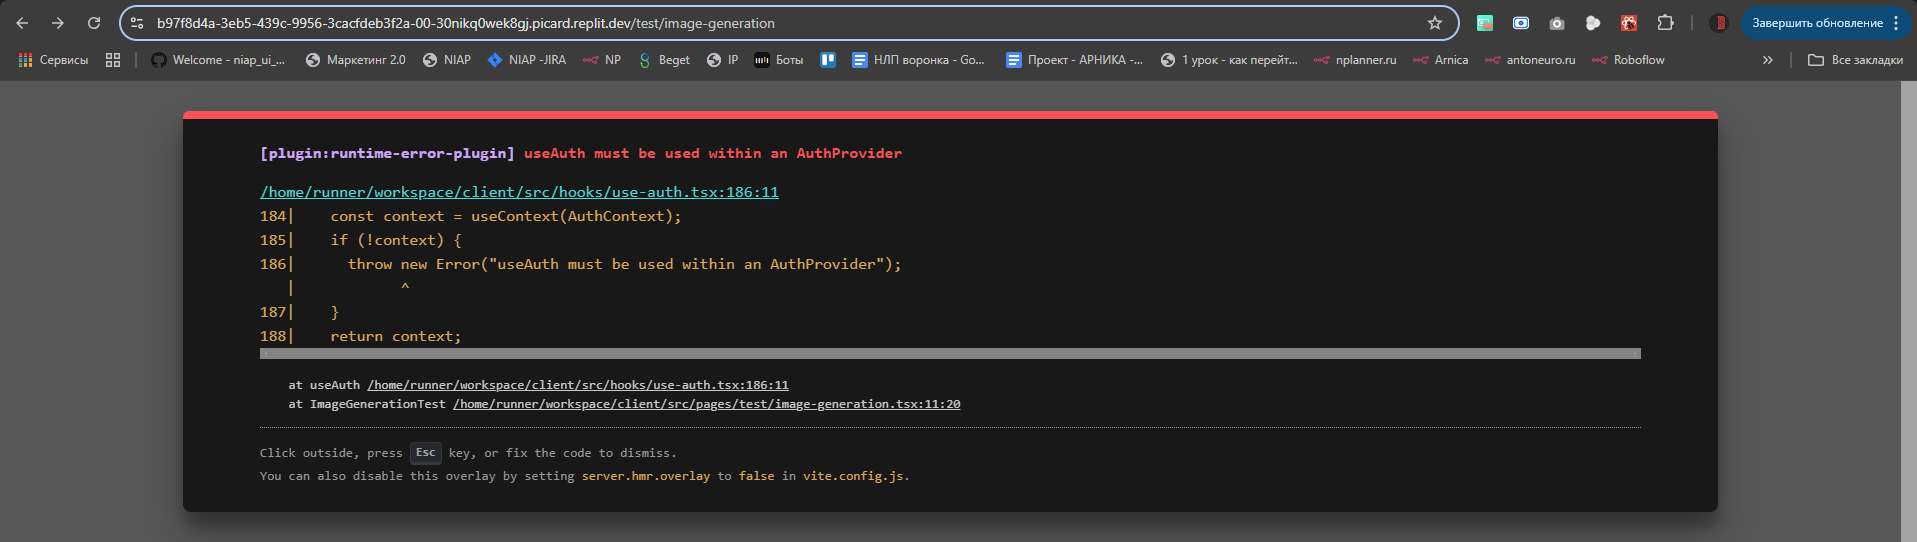 b97f8d4a-3eb5-439c-9956-3cacfdeb3f2a-00-30nikq0wek8gj.picard.replit.dev/test/image-generation
Завершить обновление
Сервисы
Welcome - niap_ui_...
Маркетинг 2.0
NIAP
NIAP -JIRA
NP
Beget
IP
Боты
НЛП воронка - Go...
Проект - АРНИКА -...
1 урок - как перейт...
nplanner.ru
Arnica
antoneuro.ru
Roboflow
»
Все закладки
[plugin:runtime-error-plugin] useAuth must be used within an AuthProvider
/home/runner/workspace/client/src/hooks/use-auth.tsx:186:11
184|    const context = useContext(AuthContext);
185|    if (!context) {
186|      throw new Error("useAuth must be used within an AuthProvider");
   |            ^
187|    }
188|    return context;
at useAuth /home/runner/workspace/client/src/hooks/use-auth.tsx:186:11
at ImageGenerationTest /home/runner/workspace/client/src/pages/test/image-generation.tsx:11:20
Click outside, press Esc key, or fix the code to dismiss.
You can also disable this overlay by setting server.hmr.overlay to false in vite.config.js.